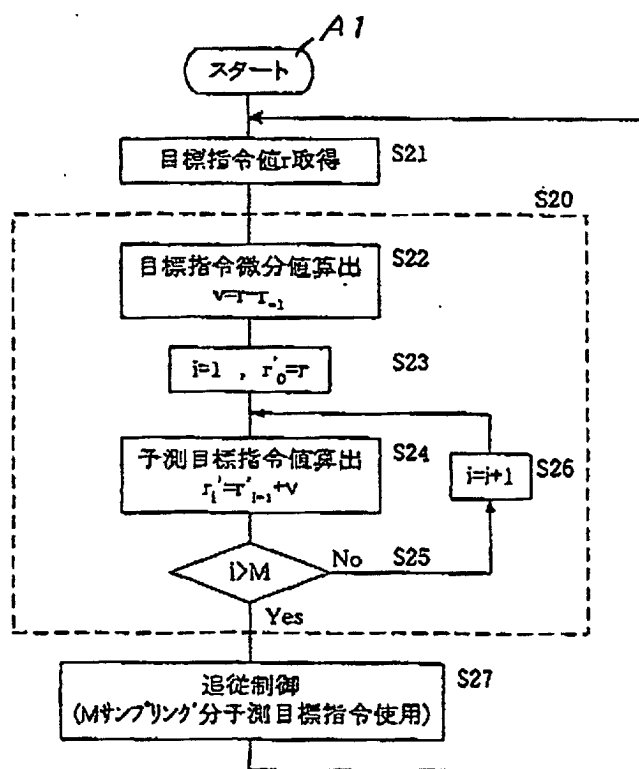 A1
スタート
目標指令値r取得
S21
S20
目標指令微分値算出
v=r-r₋₁
S22
i=1 , r'₀=r
S23
予測目標指令値算出
rᵢ'=r'ᵢ₋₁+v
S24
i=i+1
S26
i>M
No
S25
Yes
追従制御
(Mサンプリング分予測目標指令使用)
S27